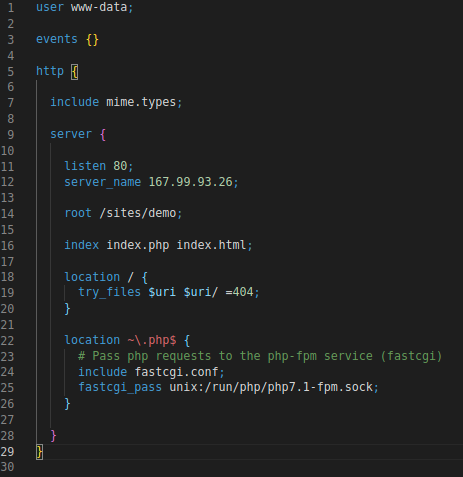 1 user www-data;
2
3 events {}
4
5 http {
6
7 include mime.types;
8
9 server {
10
11 listen 80;
12 server_name 167.99.93.26;
13
14 root /sites/demo;
15
16 index index.php index.html;
17
18 location / {
19 try_files $uri $uri/ =404;
20 }
21
22 location ~\.php$ {
23 # Pass php requests to the php-fpm service (fastcgi)
24 include fastcgi.conf;
25 fastcgi_pass unix:/run/php/php7.1-fpm.sock;
26 }
27
28 }
29 }
30